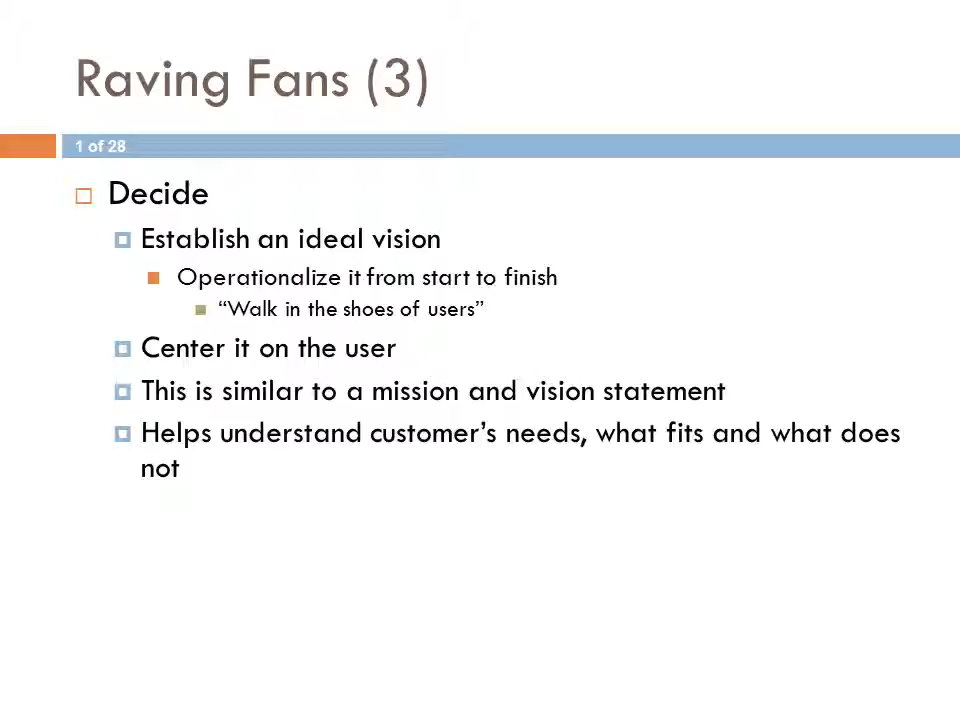 Raving Fans (3)
1 of 28
Decide
Establish an ideal vision
Operationalize it from start to finish
“Walk in the shoes of users”
Center it on the user
This is similar to a mission and vision statement
Helps understand customer’s needs, what fits and what does
not